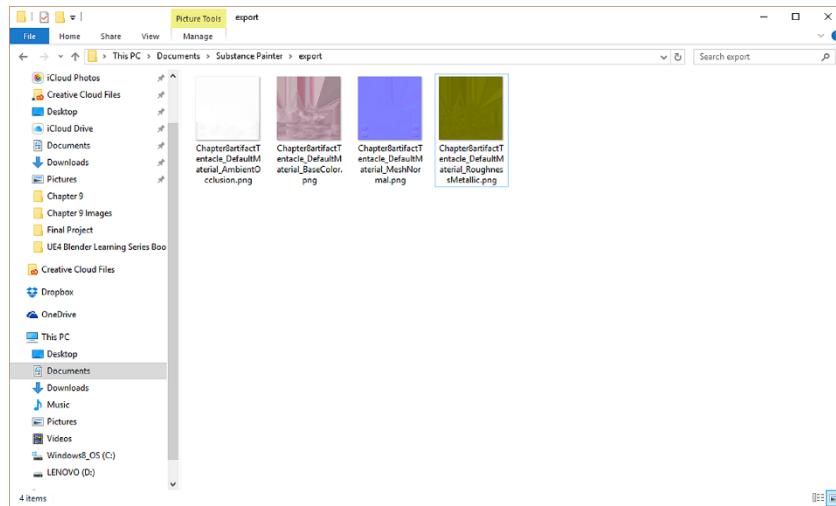 Picture Tools export
File Home Share View Manage
This PC > Documents > Substance Painter > export
Search export
iCloud Photos
Creative Cloud Files
Desktop
iCloud Drive
Documents
Downloads
Pictures
Chapter 9
Chapter 9 Images
Final Project
UE4 Blender Learning Series Boo
Creative Cloud Files
Dropbox
OneDrive
This PC
Desktop
Documents
Downloads
Music
Pictures
Videos
Windows8_OS (C:)
LENOVO (D:)
Chapter8artifactT
entacle_DefaultM
aterial_AmbientO
cclusion.png
Chapter8artifactT
entacle_DefaultM
aterial_BaseColor.
png
Chapter8artifactT
entacle_DefaultM
aterial_MeshNor
mal.png
Chapter8artifactT
entacle_DefaultM
aterial_Roughnes
sMetallic.png
4 items